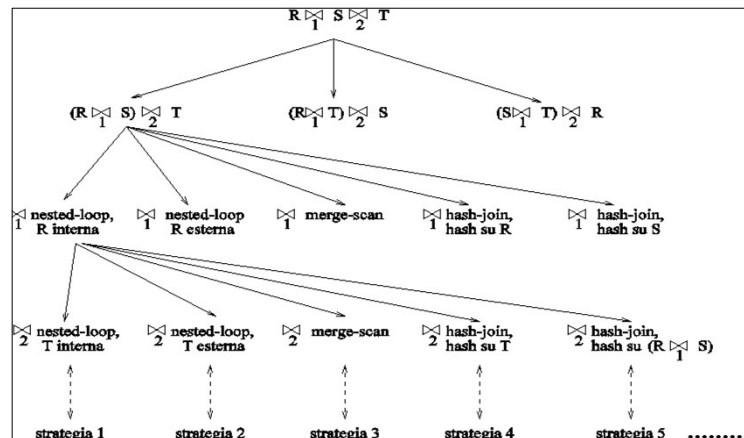 R ⋈1 S ⋈2 T
(R ⋈1 S) ⋈2 T
(R ⋈1 T) ⋈2 S
(S ⋈1 T) ⋈2 R
⋈1 nested-loop, R interna
⋈1 nested-loop R esterna
⋈1 merge-scan
⋈1 hash-join, hash su R
⋈1 hash-join, hash su S
⋈2 nested-loop, T interna
⋈2 nested-loop, T esterna
⋈2 merge-scan
⋈2 hash-join, hash su T
⋈2 hash-join, hash su (R ⋈1 S)
strategia 1
strategia 2
strategia 3
strategia 4
strategia 5
.........